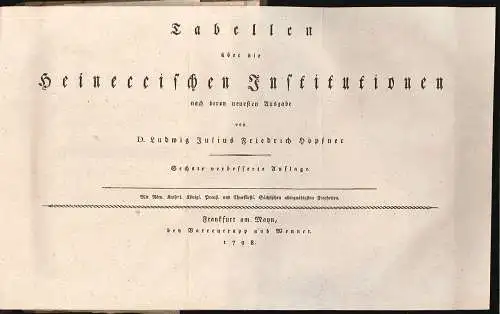 Tabellen
über die
Heineccischen Institutionen
nach deren neuesten Ausgabe
von
D. Ludwig Julius Friedrich Höpfner
Sechste verbesserte Auflage.
Mit Röm. Kaiserl. Königl. Preuß. und Churfürstl. Sächsischen allergnädigsten Freyheiten.
Frankfurt am Mayn,
bey Varrentrapp und Wenner.
1798.